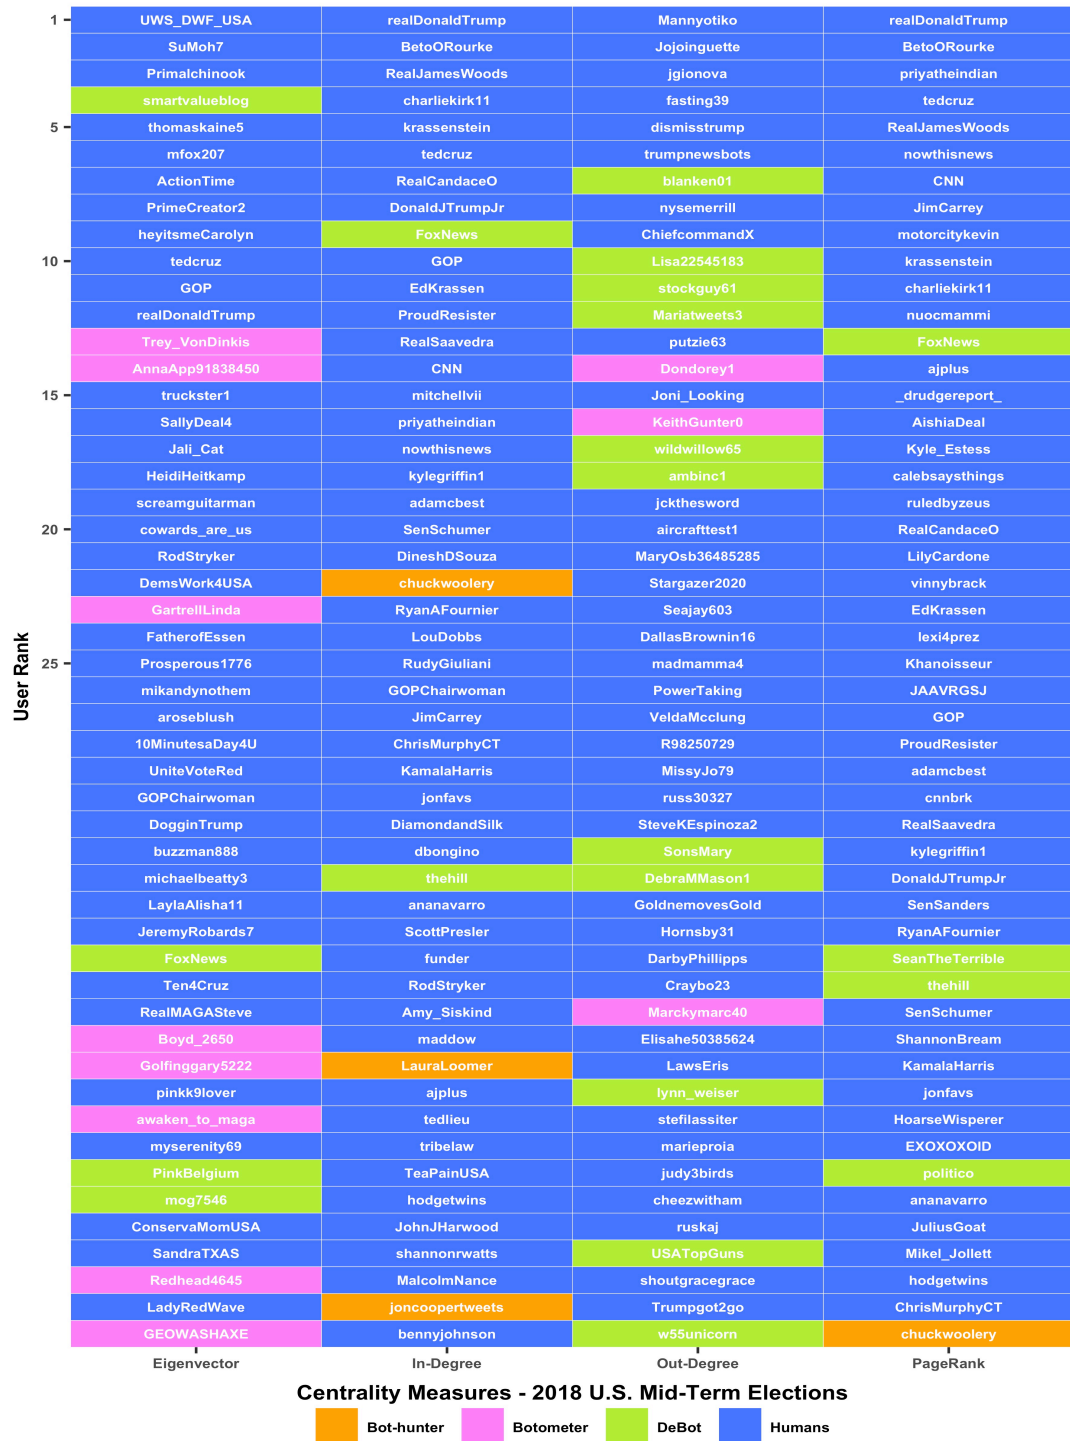 1 UWS_DWF_USA realDonaldTrump Mannyotiko realDonaldTrump
SuMoh7 BetoORourke Jojoinguette BetoORourke
Primalchinook RealJamesWoods jgionova priyatheindian
smartvalueblog charliekirk11 fasting39 tedcruz
5 thomaskaine5 krassenstein dismisstrump RealJamesWoods
mfox207 tedcruz trumpnewsbots nowthisnews
ActionTime RealCandaceO blanken01 CNN
PrimeCreator2 DonaldJTrumpJr nysemerrill JimCarrey
heyitsmeCarolyn FoxNews ChiefcommandX motorcitykevin
10 tedcruz GOP Lisa22545183 krassenstein
GOP EdKrassen stockguy61 charliekirk11
realDonaldTrump ProudResister Mariatweets3 nuocmammi
Trey_VonDinkis RealSaavedra putzie63 FoxNews
AnnaApp91838450 CNN Dondorey1 ajplus
15 truckster1 mitchellvii Joni_Looking _drudgereport_
SallyDeal4 priyatheindian KeithGunter0 AishiaDeal
Jali_Cat nowthisnews wildwillow65 Kyle_Estess
HeidiHeitkamp kylegriffin1 ambinc1 calebsaysthings
screamguitarman adamcbest jckthesword ruledbyzeus
20 cowards_are_us SenSchumer aircrafttest1 RealCandaceO
RodStryker DineshDSouza MaryOsb36485285 LilyCardone
DemsWork4USA chuckwoolery Stargazer2020 vinnybrack
GartrellLinda RyanAFournier Seajay603 EdKrassen
FatherofEssen LouDobbs DallasBrownin16 lexi4prez
25 Prosperous1776 RudyGiuliani madmamma4 Khanoisseur
mikandynothem GOPChairwoman PowerTaking JAAVRGSJ
aroseblush JimCarrey VeldaMcclung GOP
10MinutesaDay4U ChrisMurphyCT R98250729 ProudResister
UniteVoteRed KamalaHarris MissyJo79 adamcbest
GOPChairwoman jonfavs russ30327 cnnbrk
DogginTrump DiamondandSilk SteveKEspinoza2 RealSaavedra
buzzman888 dbongino SonsMary kylegriffin1
michaelbeatty3 thehill DebraMMason1 DonaldJTrumpJr
LaylaAlisha11 ananavarro GoldnemovesGold SenSanders
JeremyRobards7 ScottPresler Hornsby31 RyanAFournier
FoxNews funder DarbyPhillipps SeanTheTerrible
Ten4Cruz RodStryker Craybo23 thehill
RealMAGASteve Amy_Siskind Marckymarc40 SenSchumer
Boyd_2650 maddow Elisahe50385624 ShannonBream
Golfinggary5222 LauraLoomer LawsEris KamalaHarris
pinkk9lover ajplus lynn_weiser jonfavs
awaken_to_maga tedlieu stefilassiter HoarseWisperer
myserenity69 tribelaw marieproia EXOXOXOID
PinkBelgium TeaPainUSA judy3birds politico
mog7546 hodgetwins cheezwitham ananavarro
ConservaMomUSA JohnJHarwood ruskaj JuliusGoat
SandraTXAS shannonrwatts USATopGuns Mikel_Jollett
Redhead4645 MalcolmNance shoutgracegrace hodgetwins
LadyRedWave joncoopertweets Trumpgot2go ChrisMurphyCT
GEOWASHAXE bennyjohnson w55unicorn chuckwoolery
User Rank
Eigenvector In-Degree Out-Degree PageRank
Centrality Measures - 2018 U.S. Mid-Term Elections
Bot-hunter Botometer DeBot Humans